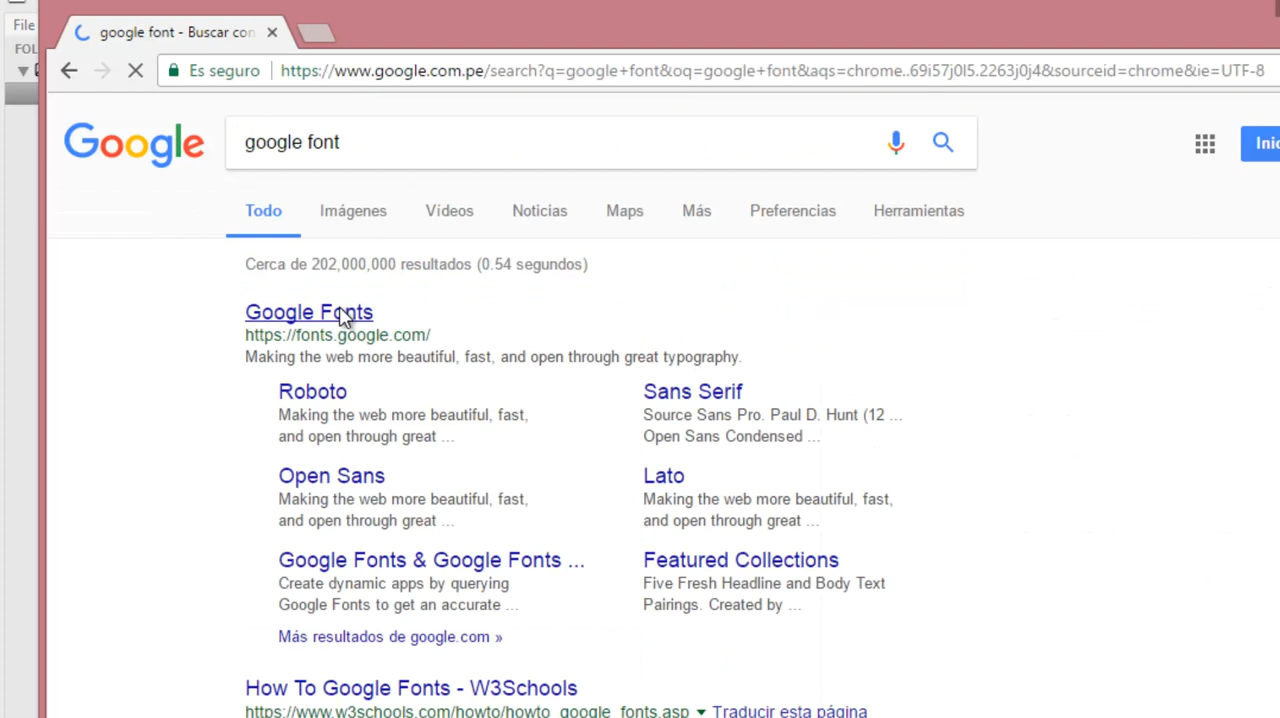 File
google font - Buscar con
FOL
Es seguro
https://www.google.com.pe/search?q=google+font&oq=google+font&aqs=chrome..69i57j0l5.2263j0j4&sourceid=chrome&ie=UTF-8
Google
google font
Inic
Todo Imágenes Vídeos Noticias Maps Más Preferencias Herramientas
Cerca de 202,000,000 resultados (0.54 segundos)
Google Fonts
https://fonts.google.com/
Making the web more beautiful, fast, and open through great typography.
Roboto
Making the web more beautiful, fast,
and open through great ...
Sans Serif
Source Sans Pro. Paul D. Hunt (12 ...
Open Sans Condensed ...
Open Sans
Making the web more beautiful, fast,
and open through great ...
Lato
Making the web more beautiful, fast,
and open through great ...
Google Fonts & Google Fonts ...
Create dynamic apps by querying
Google Fonts to get an accurate ...
Featured Collections
Five Fresh Headline and Body Text
Pairings. Created by ...
Más resultados de google.com »
How To Google Fonts - W3Schools
https://www.w3schools.com/howto/howto_google_fonts.asp Traducir esta página